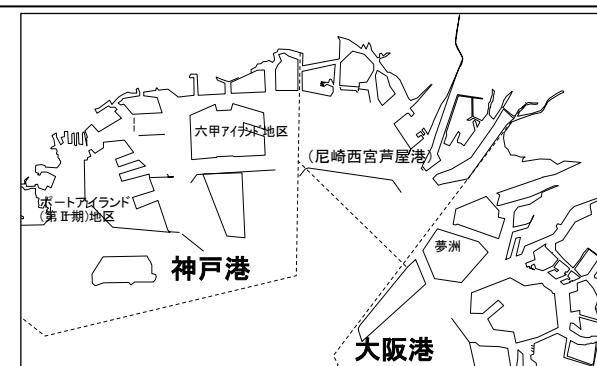 六甲アイランド地区
(尼崎西宮芦屋港)
ポートアイランド
(第Ⅱ期)地区
夢洲
神戸港
大阪港